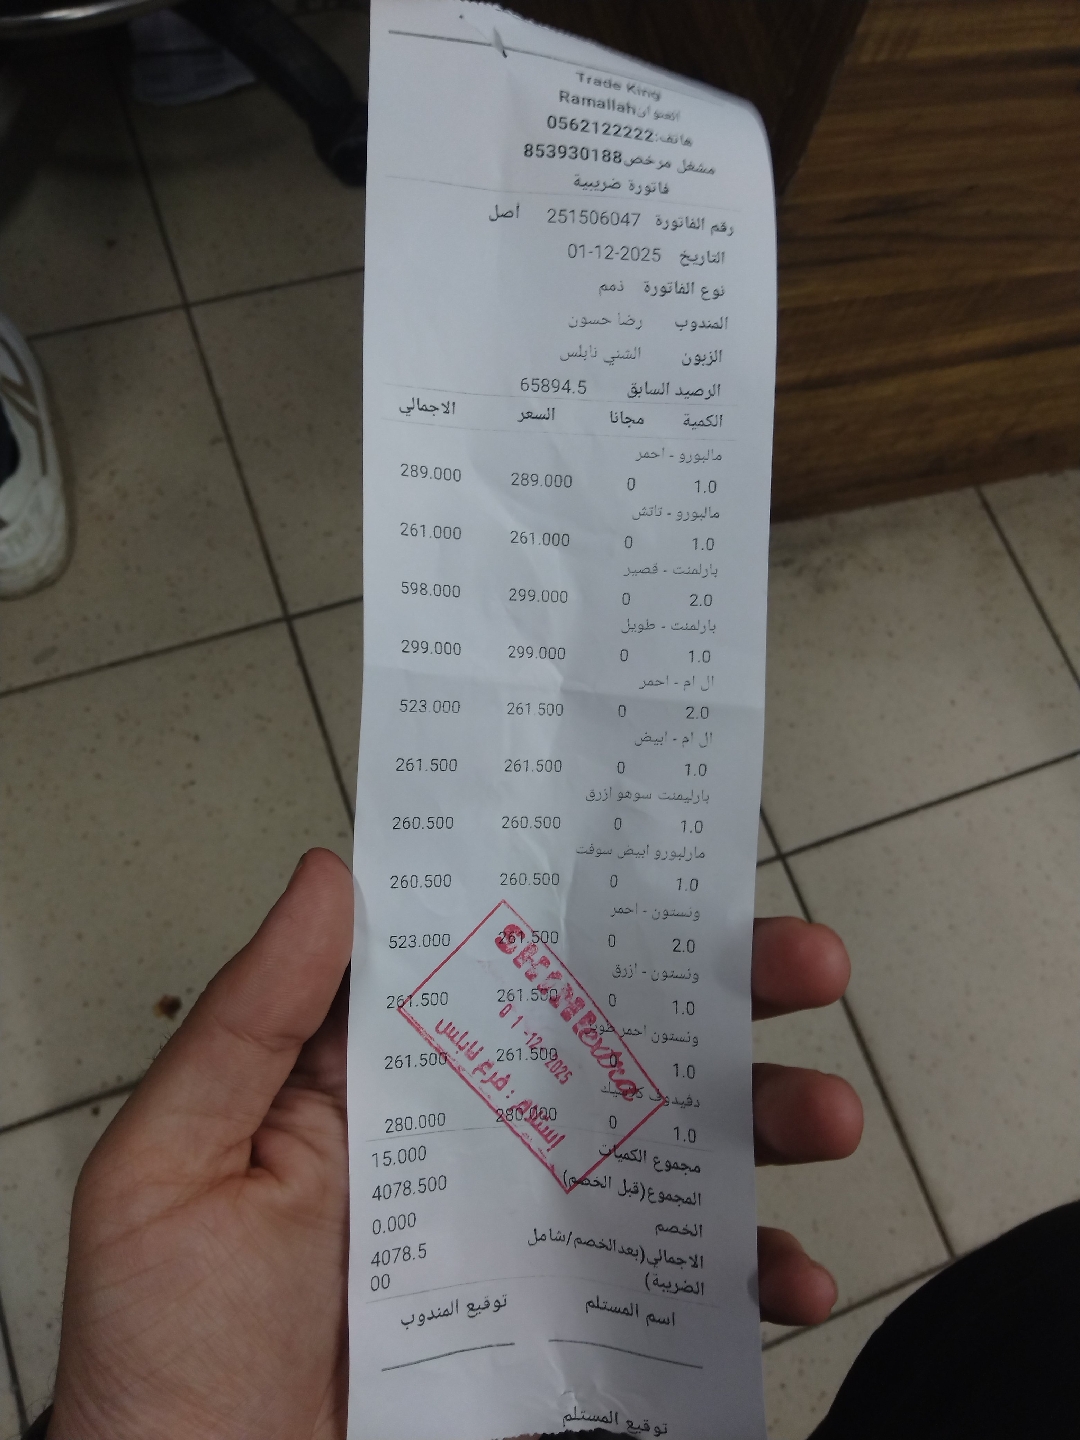 Trade King
العنوان Ramallah
هاتف:0562122222
مشغل مرخص 853930188
فاتورة ضريبية
رقم الفاتورة 251506047 أصل
التاريخ 01-12-2025
نوع الفاتورة ذمم
المندوب رضا حسون
الزبون الشني نابلس
الرصيد السابق 65894.5
الكمية مجانا السعر الاجمالي
مالبورو - احمر
1.0 0 289.000 289.000
مالبورو - تاتش
1.0 0 261.000 261.000
بارلمنت - قصير
2.0 0 299.000 598.000
بارلمنت - طويل
1.0 0 299.000 299.000
ال ام - احمر
2.0 0 261.500 523.000
ال ام - ابيض
1.0 0 261.500 261.500
بارليمنت سوهو ازرق
1.0 0 260.500 260.500
مارلبورو ابيض سوفت
1.0 0 260.500 260.500
ونستون - احمر
2.0 0 261.500 523.000
ونستون - ازرق
1.0 0 261.500 261.500
ونستون احمر طويل
1.0 0 261.500 261.500
دفيدوف كلاسيك
1.0 0 280.000 280.000
مجموع الكميات 15.000
المجموع(قبل الخصم) 4078.500
الخصم 0.000
الاجمالي(بعدالخصم/شامل 4078.5
الضريبة) 00
اسم المستلم توقيع المندوب
توقيع المستلم
extra
01-12-2025
إستلام : فرع نابلس